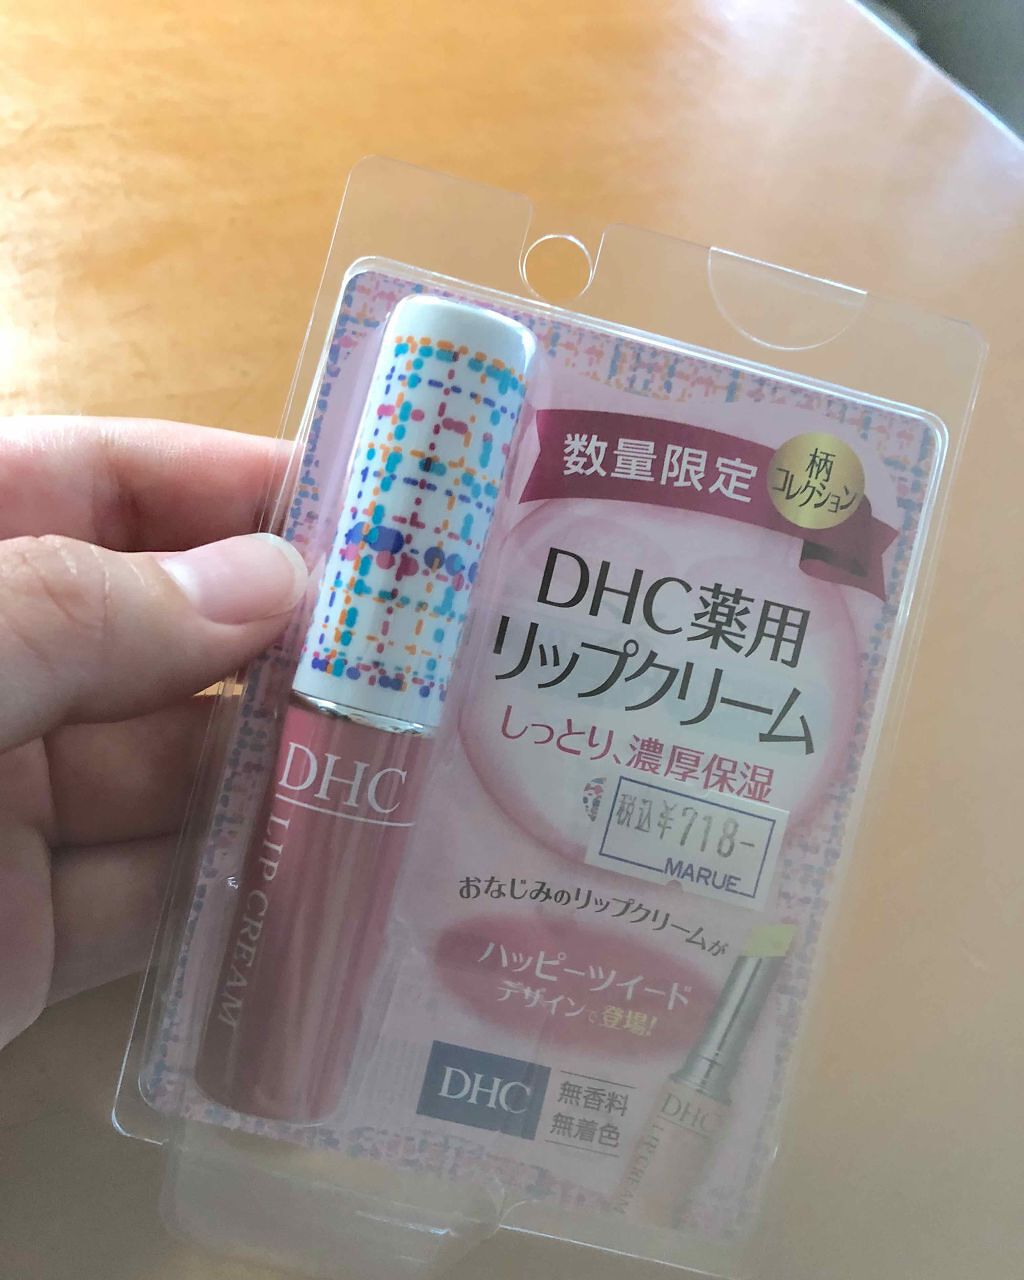 数量限定
柄
コレクション
DHC薬用
リップクリーム
しっとり、濃厚保湿
税込¥718-
MARUE
おなじみのリップクリームが
ハッピーツイード
デザインで登場!
DHC
無香料
無着色
DHC
LIP CREAM
DHC
LIP CREAM